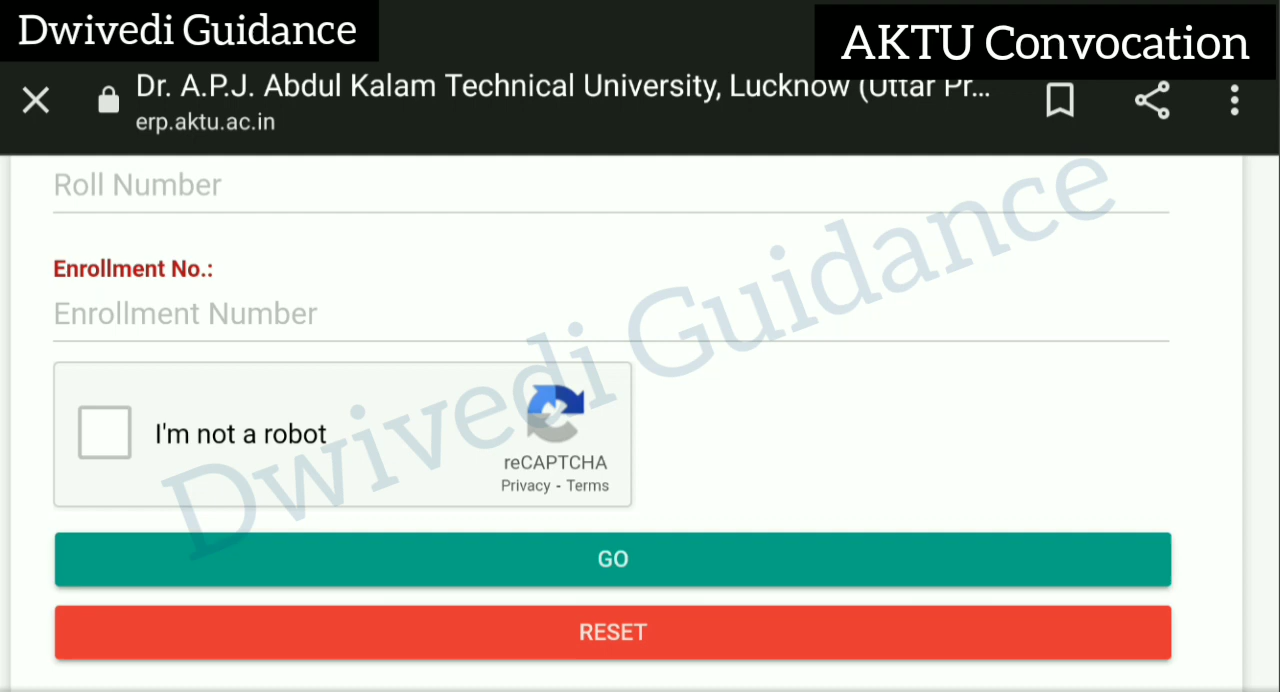 Dwivedi Guidance
AKTU Convocation
Dr. A.P.J. Abdul Kalam Technical University, Lucknow (Uttar Pr...
erp.aktu.ac.in
Roll Number
Enrollment No.:
Enrollment Number
I'm not a robot
reCAPTCHA
Privacy - Terms
Dwivedi Guidance
GO
RESET